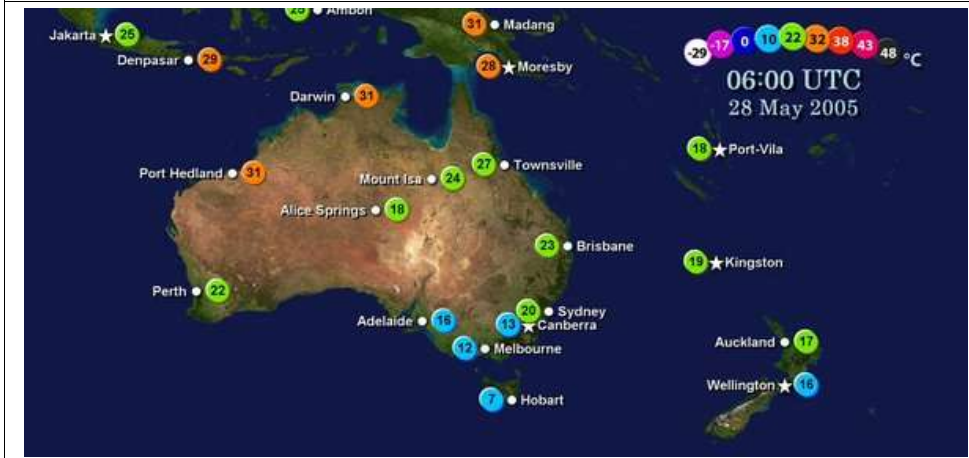 25 Ambon
Jakarta 25
31 Madang
Denpasar 29
28 Moresby
-29 -17 0 10 22 32 38 43 48 °C
06:00 UTC
28 May 2005
Darwin 31
18 Port-Vila
Port Hedland 31
27 Townsville
Mount Isa 24
Alice Springs 18
23 Brisbane
19 Kingston
Perth 22
20 Sydney
Adelaide 16
13 Canberra
12 Melbourne
Auckland 17
Wellington 16
7 Hobart